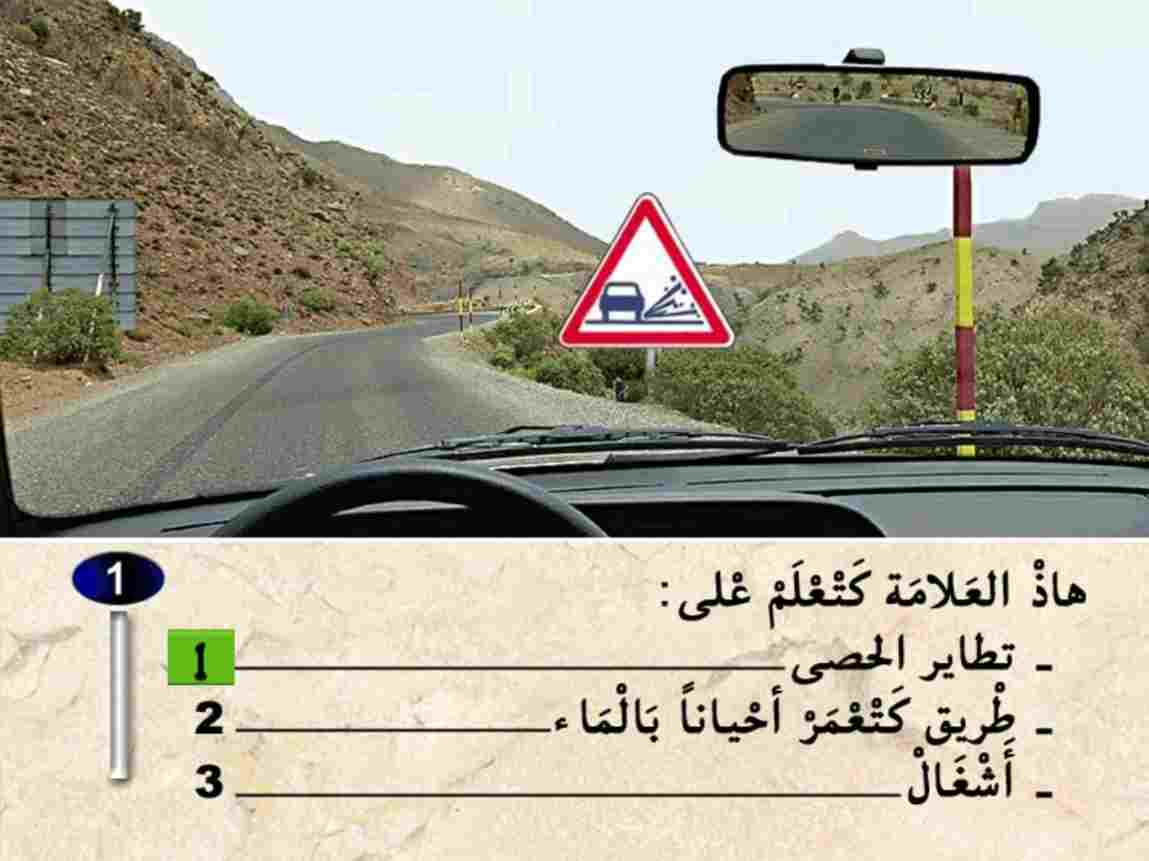 1
هاذْ العَلامَة كَتْعْلَمْ عْلى :
- تطاير الحصى 1
- طْريق كَتْعْمَرْ أحْياناً بَالْمَاء 2
- أَشْغَالْ 3